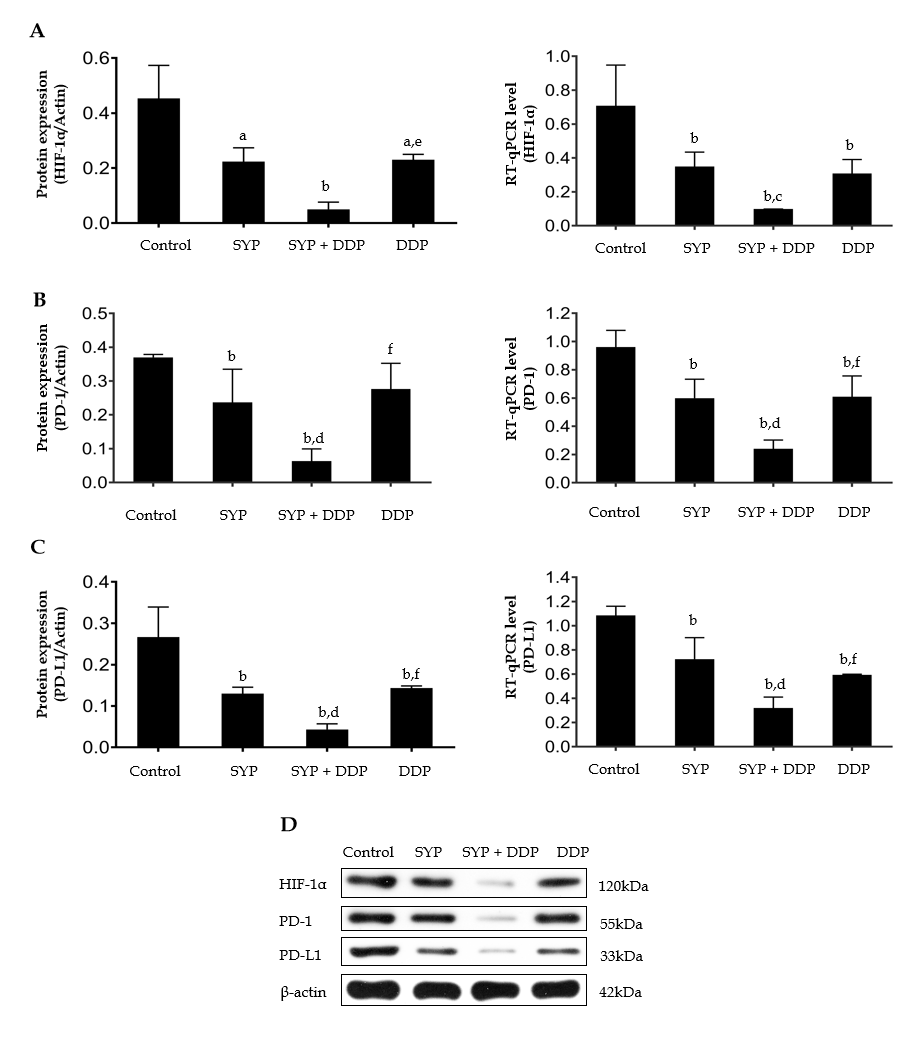 A
Protein expression
(HIF-1α/Actin)
0.6
0.4
0.2
0.0
a
b
a,e
Control SYP SYP + DDP DDP
RT-qPCR level
(HIF-1α)
1.0
0.8
0.6
0.4
0.2
0.0
b
b,c
b
Control SYP SYP + DDP DDP
B
Protein expression
(PD-1/Actin)
0.5
0.4
0.3
0.2
0.1
0.0
b
b,d
f
Control SYP SYP + DDP DDP
RT-qPCR level
(PD-1)
1.2
1.0
0.8
0.6
0.4
0.2
0.0
b
b,d
b,f
Control SYP SYP + DDP DDP
C
Protein expression
(PD-L1/Actin)
0.4
0.3
0.2
0.1
0.0
b
b,d
b,f
Control SYP SYP + DDP DDP
RT-qPCR level
(PD-L1)
1.4
1.2
1.0
0.8
0.6
0.4
0.2
0.0
b
b,d
b,f
Control SYP SYP + DDP DDP
D
Control SYP SYP + DDP DDP
HIF-1α 120kDa
PD-1 55kDa
PD-L1 33kDa
β-actin 42kDa